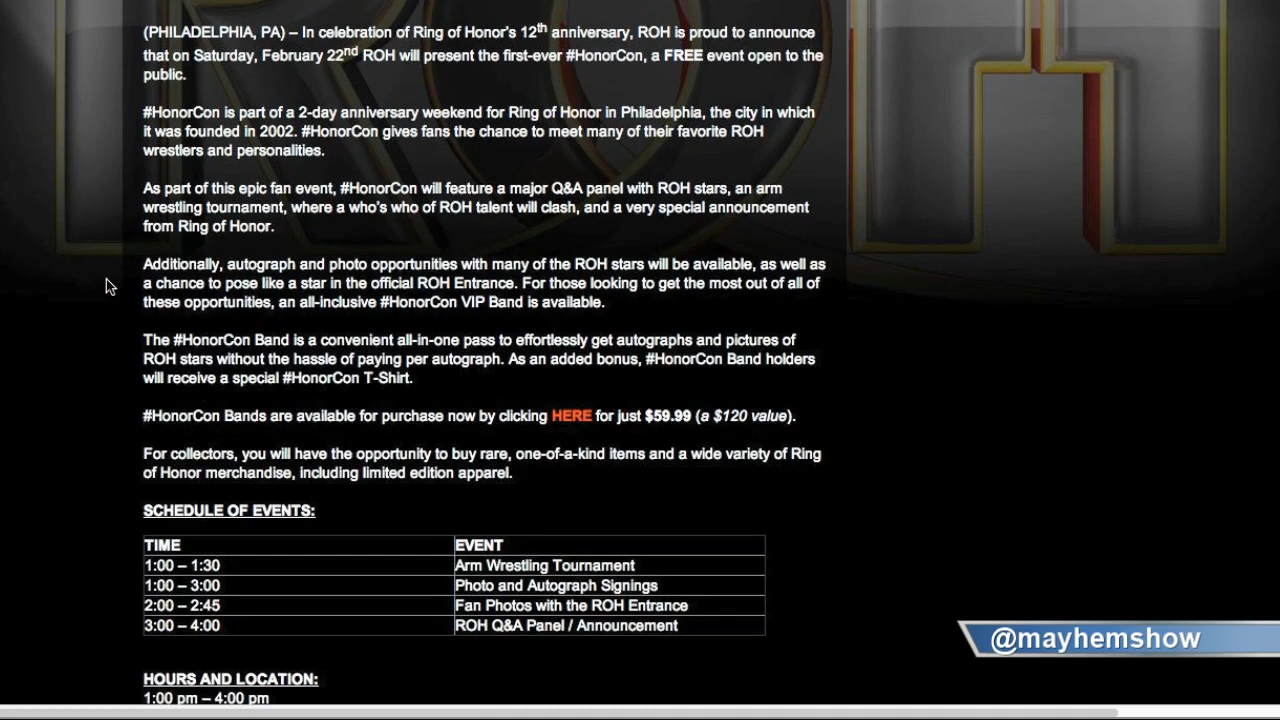 (PHILADELPHIA, PA) – In celebration of Ring of Honor's 12th anniversary, ROH is proud to announce
that on Saturday, February 22nd ROH will present the first-ever #HonorCon, a FREE event open to the
public.
#HonorCon is part of a 2-day anniversary weekend for Ring of Honor in Philadelphia, the city in which
it was founded in 2002. #HonorCon gives fans the chance to meet many of their favorite ROH
wrestlers and personalities.
As part of this epic fan event, #HonorCon will feature a major Q&A panel with ROH stars, an arm
wrestling tournament, where a who's who of ROH talent will clash, and a very special announcement
from Ring of Honor.
Additionally, autograph and photo opportunities with many of the ROH stars will be available, as well as
a chance to pose like a star in the official ROH Entrance. For those looking to get the most out of all of
these opportunities, an all-inclusive #HonorCon VIP Band is available.
The #HonorCon Band is a convenient all-in-one pass to effortlessly get autographs and pictures of
ROH stars without the hassle of paying per autograph. As an added bonus, #HonorCon Band holders
will receive a special #HonorCon T-Shirt.
#HonorCon Bands are available for purchase now by clicking HERE for just $59.99 (a $120 value).
For collectors, you will have the opportunity to buy rare, one-of-a-kind items and a wide variety of Ring
of Honor merchandise, including limited edition apparel.
SCHEDULE OF EVENTS:
TIME EVENT
1:00 – 1:30 Arm Wrestling Tournament
1:00 – 3:00 Photo and Autograph Signings
2:00 – 2:45 Fan Photos with the ROH Entrance
3:00 – 4:00 ROH Q&A Panel / Announcement
@mayhemshow
HOURS AND LOCATION:
1:00 pm – 4:00 pm